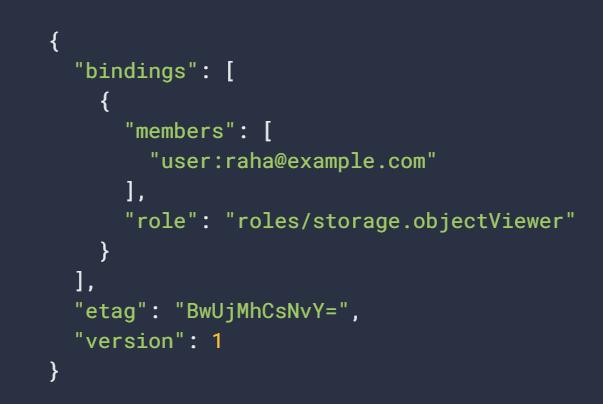 {
  "bindings": [
    {
      "members": [
        "user:raha@example.com"
      ],
      "role": "roles/storage.objectViewer"
    }
  ],
  "etag": "BwUjMhCsNvY=",
  "version": 1
}